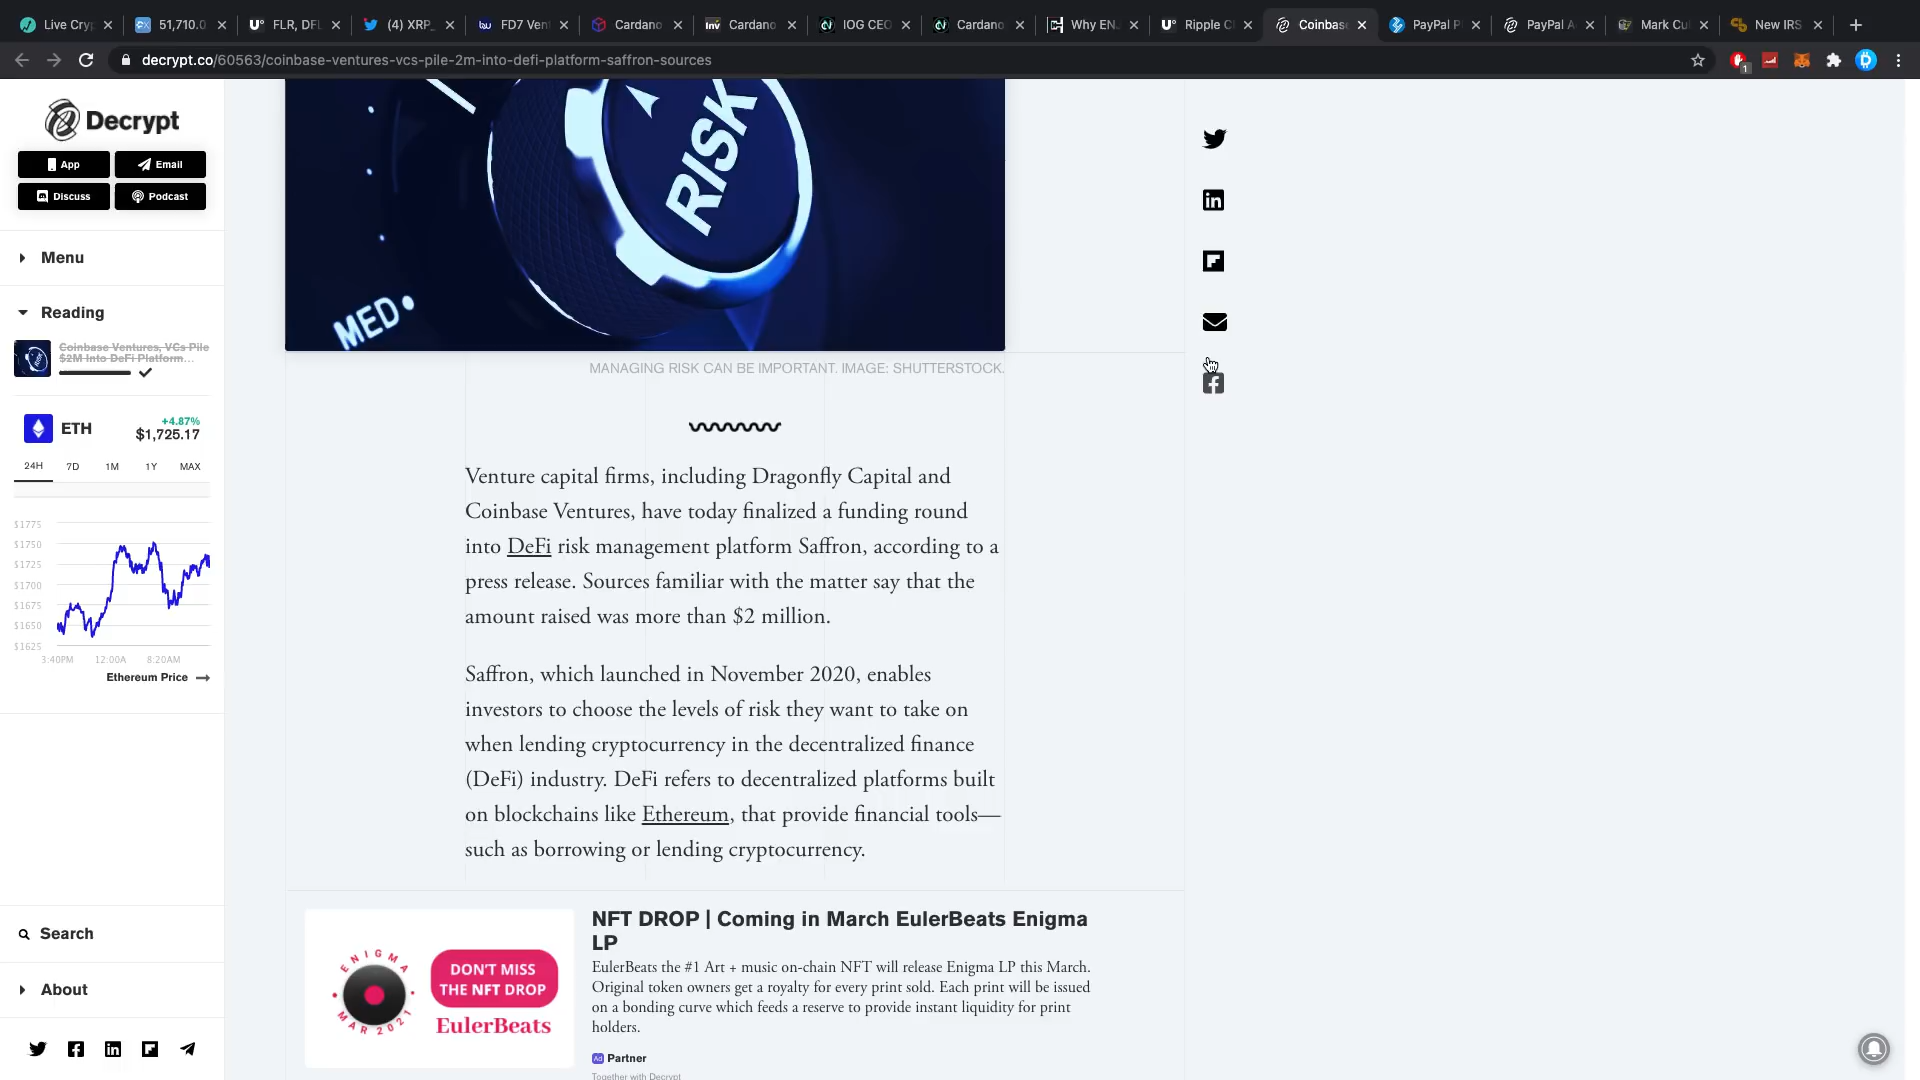 Live Cry
51,710.0
FLR, DFL
(4) XRP_
FD7 Ven
Cardano
Cardano
IOG CEO
Cardano
Why EN
Ripple C
Coinbas
PayPal P
PayPal A
Mark Cu
New IRS
decrypt.co/60563/coinbase-ventures-vcs-pile-2m-into-defi-platform-saffron-sources
Decrypt
App
Email
Discuss
Podcast
Menu
Reading
Coinbase Ventures, VCs Pile
$2M Into DeFi Platform...
ETH
+4.87%
$1,725.17
24H 7D 1M 1Y MAX
$1775
$1750
$1725
$1700
$1675
$1650
$1625
3:40PM 12:00A 8:20AM
Ethereum Price
Search
About
RISK
MED.
MANAGING RISK CAN BE IMPORTANT. IMAGE: SHUTTERSTOCK.
Venture capital firms, including Dragonfly Capital and
Coinbase Ventures, have today finalized a funding round
into DeFi risk management platform Saffron, according to a
press release. Sources familiar with the matter say that the
amount raised was more than $2 million.
Saffron, which launched in November 2020, enables
investors to choose the levels of risk they want to take on
when lending cryptocurrency in the decentralized finance
(DeFi) industry. DeFi refers to decentralized platforms built
on blockchains like Ethereum, that provide financial tools—
such as borrowing or lending cryptocurrency.
ENIGMA
MAR 2021
DON'T MISS
THE NFT DROP
EulerBeats
NFT DROP | Coming in March EulerBeats Enigma
LP
EulerBeats the #1 Art + music on-chain NFT will release Enigma LP this March.
Original token owners get a royalty for every print sold. Each print will be issued
on a bonding curve which feeds a reserve to provide instant liquidity for print
holders.
Ad Partner
Together with Decrypt